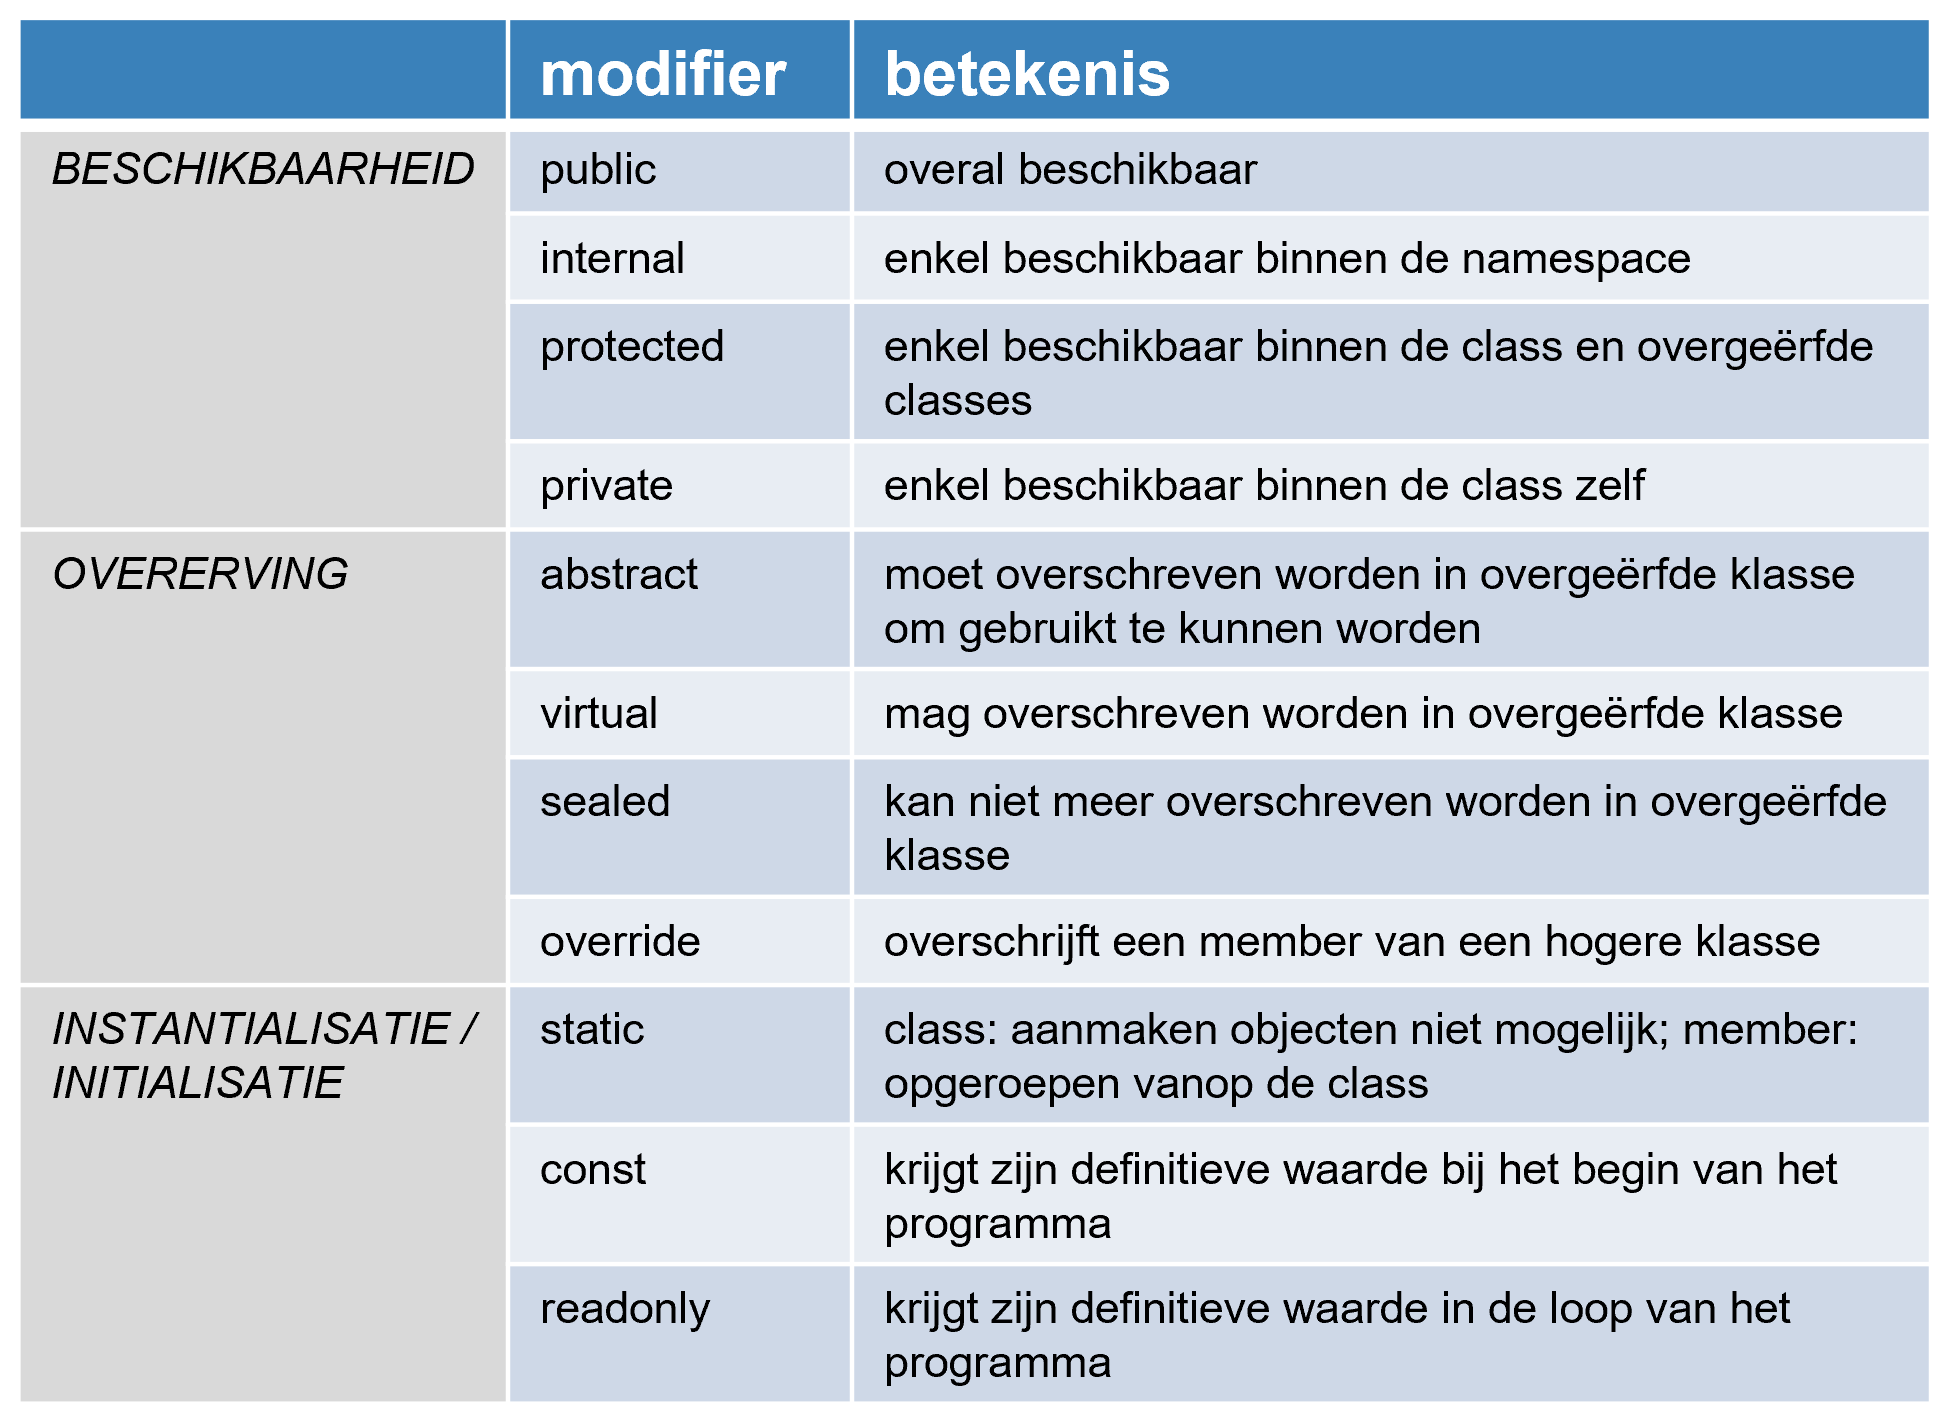 modifier betekenis
BESCHIKBAARHEID public overal beschikbaar
internal enkel beschikbaar binnen de namespace
protected enkel beschikbaar binnen de class en overgeërfde
classes
private enkel beschikbaar binnen de class zelf
OVERERVING abstract moet overschreven worden in overgeërfde klasse
om gebruikt te kunnen worden
virtual mag overschreven worden in overgeërfde klasse
sealed kan niet meer overschreven worden in overgeërfde
klasse
override overschrijft een member van een hogere klasse
INSTANTIALISATIE / static class: aanmaken objecten niet mogelijk; member:
INITIALISATIE opgeroepen vanop de class
const krijgt zijn definitieve waarde bij het begin van het
programma
readonly krijgt zijn definitieve waarde in de loop van het
programma